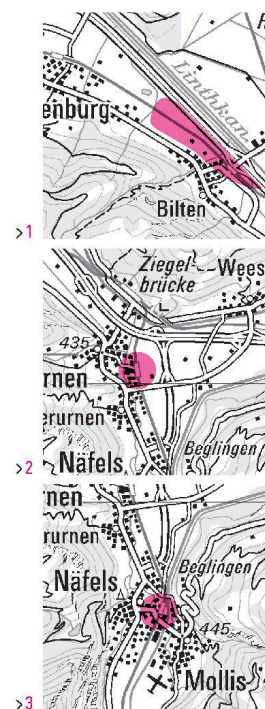 Linthkan
enburg
Bilten
>1
Ziegel-
brücke
Wees
435
rnen
erurnen
Beglingen
Näfels
>2
nen
rurnen
Beglingen
Näfels
445
Mollis
>3